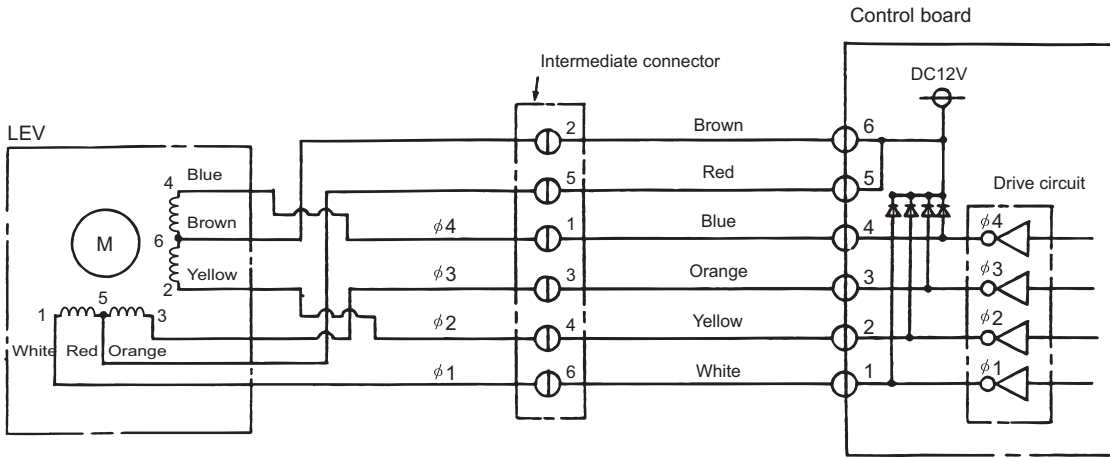 Control board
Intermediate connector
DC12V
LEV
2 Brown 6
4 Blue
5 Red 5
Drive circuit
Brown
6
ϕ4 1 Blue 4 ϕ4
Yellow
2
ϕ3 3 Orange 3 ϕ3
1 5 3
ϕ2 4 Yellow 2 ϕ2
White Red Orange
ϕ1 6 White 1 ϕ1
M